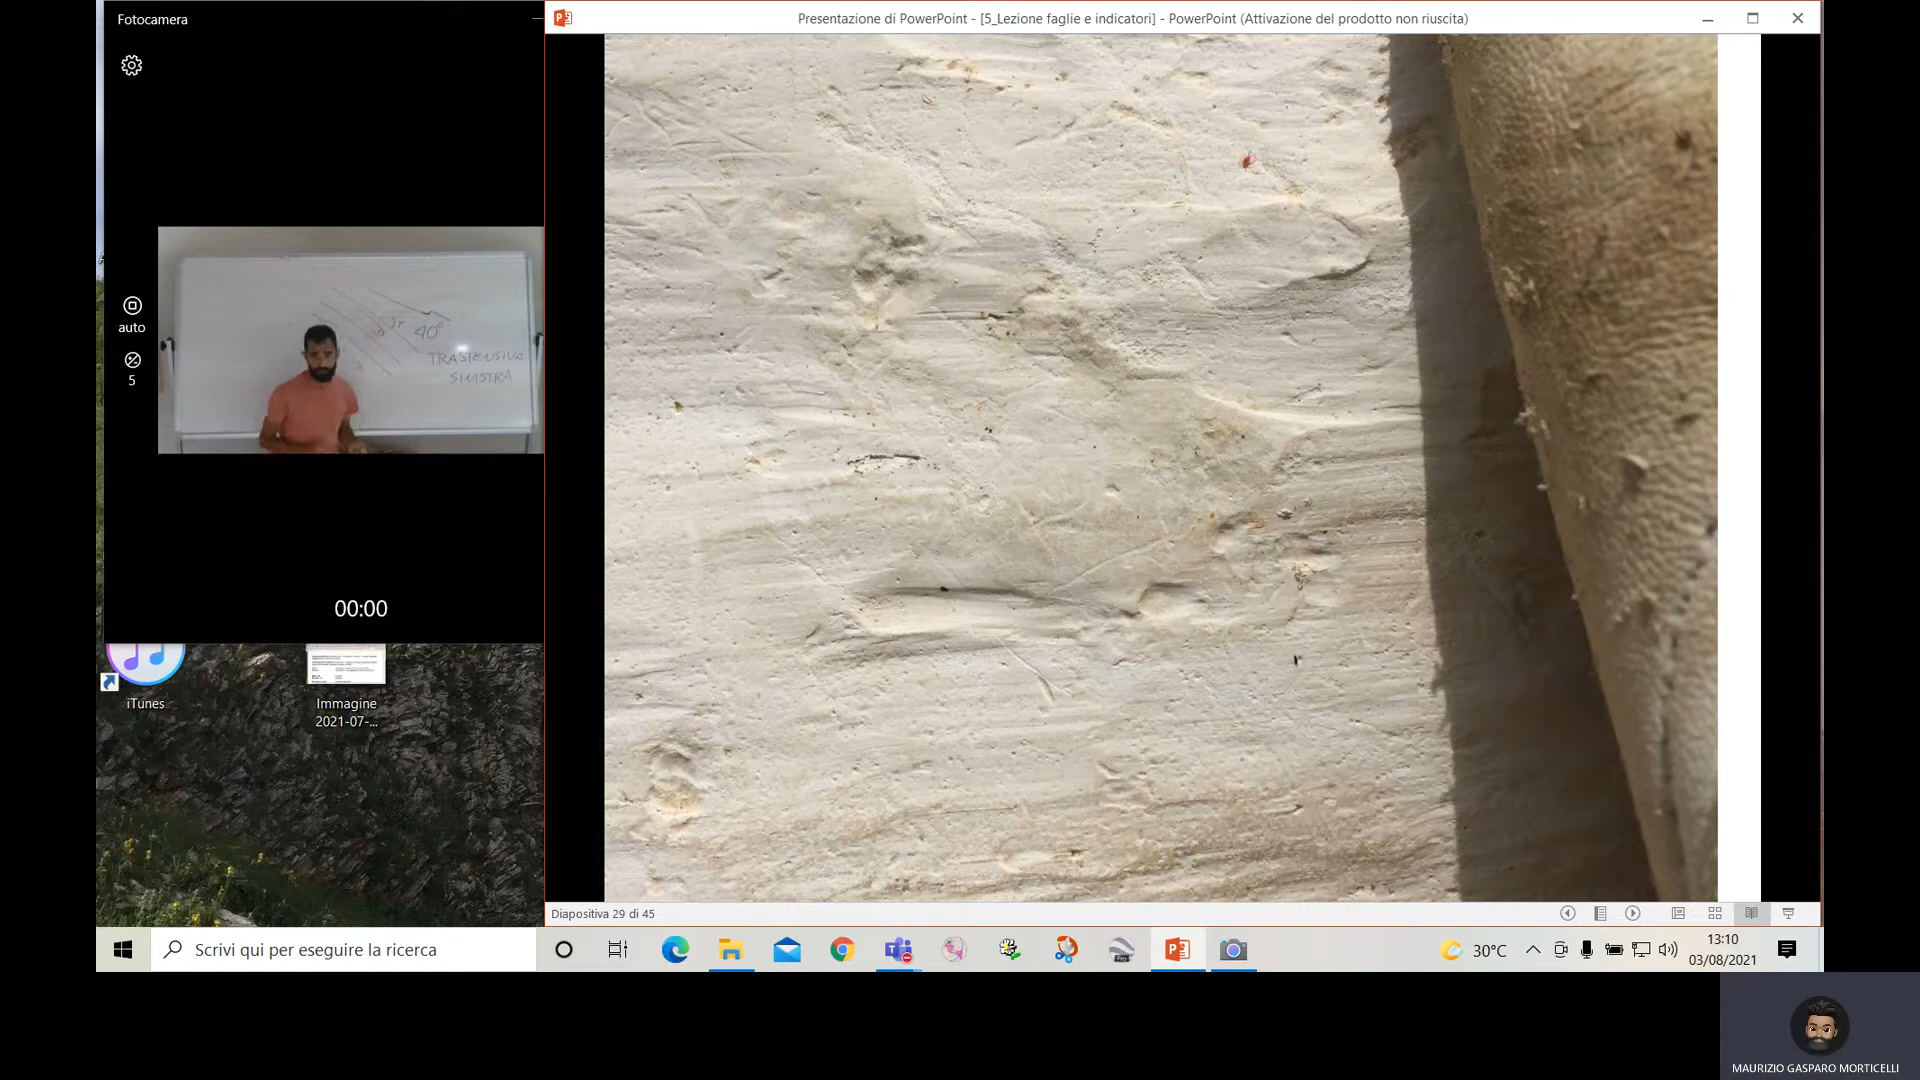 Fotocamera
Presentazione di PowerPoint - [5_Lezione faglie e indicatori] - PowerPoint (Attivazione del prodotto non riuscita)
auto
5
40°
TRASTENSIVA
SINISTRA
00:00
iTunes
Immagine
2021-07-...
Diapositiva 29 di 45
Scrivi qui per eseguire la ricerca
30°C
13:10
03/08/2021
MAURIZIO GASPARO MORTICELLI